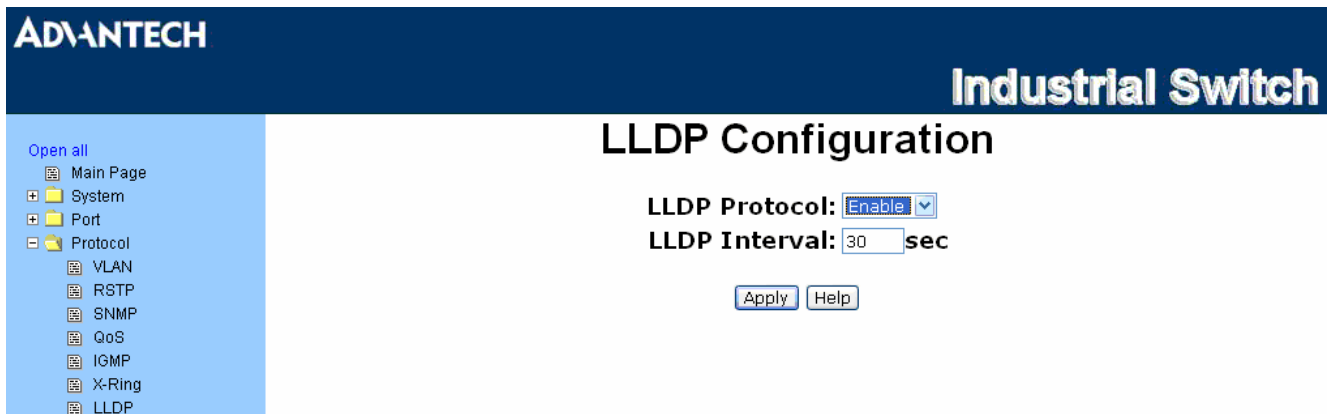 ADVANTECH
Industrial Switch
Open all
Main Page
System
Port
Protocol
VLAN
RSTP
SNMP
QoS
IGMP
X-Ring
LLDP
LLDP Configuration
LLDP Protocol: Enable
LLDP Interval: 30 sec
Apply Help